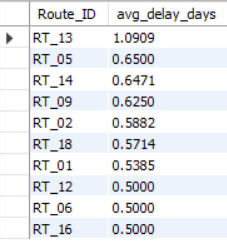 Route_ID avg_delay_days
RT_13 1.0909
RT_05 0.6500
RT_14 0.6471
RT_09 0.6250
RT_02 0.5882
RT_18 0.5714
RT_01 0.5385
RT_12 0.5000
RT_06 0.5000
RT_16 0.5000